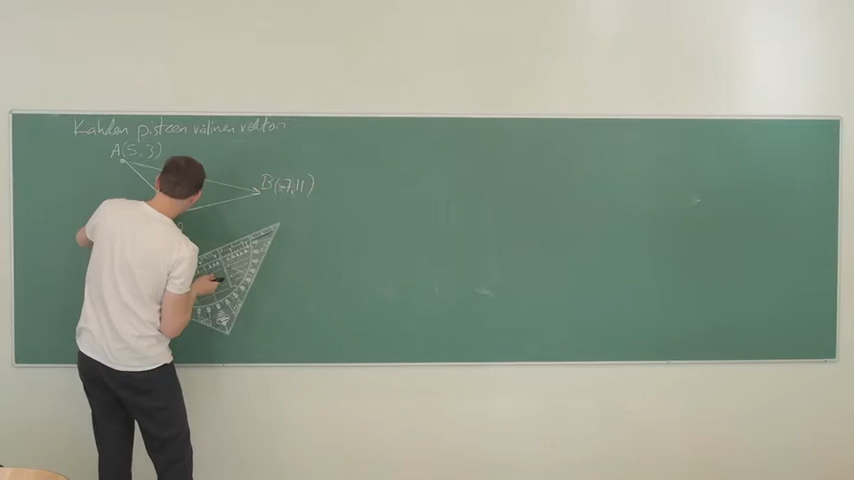 Kahden pisteen välinen vektori
A(5,3)
B(-7,11)